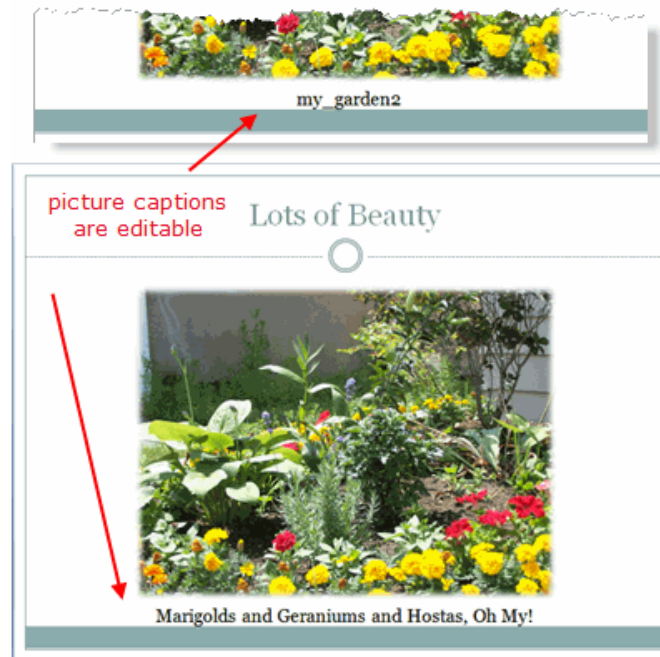 my_garden2
picture captions
are editable
Lots of Beauty
Marigolds and Geraniums and Hostas, Oh My!